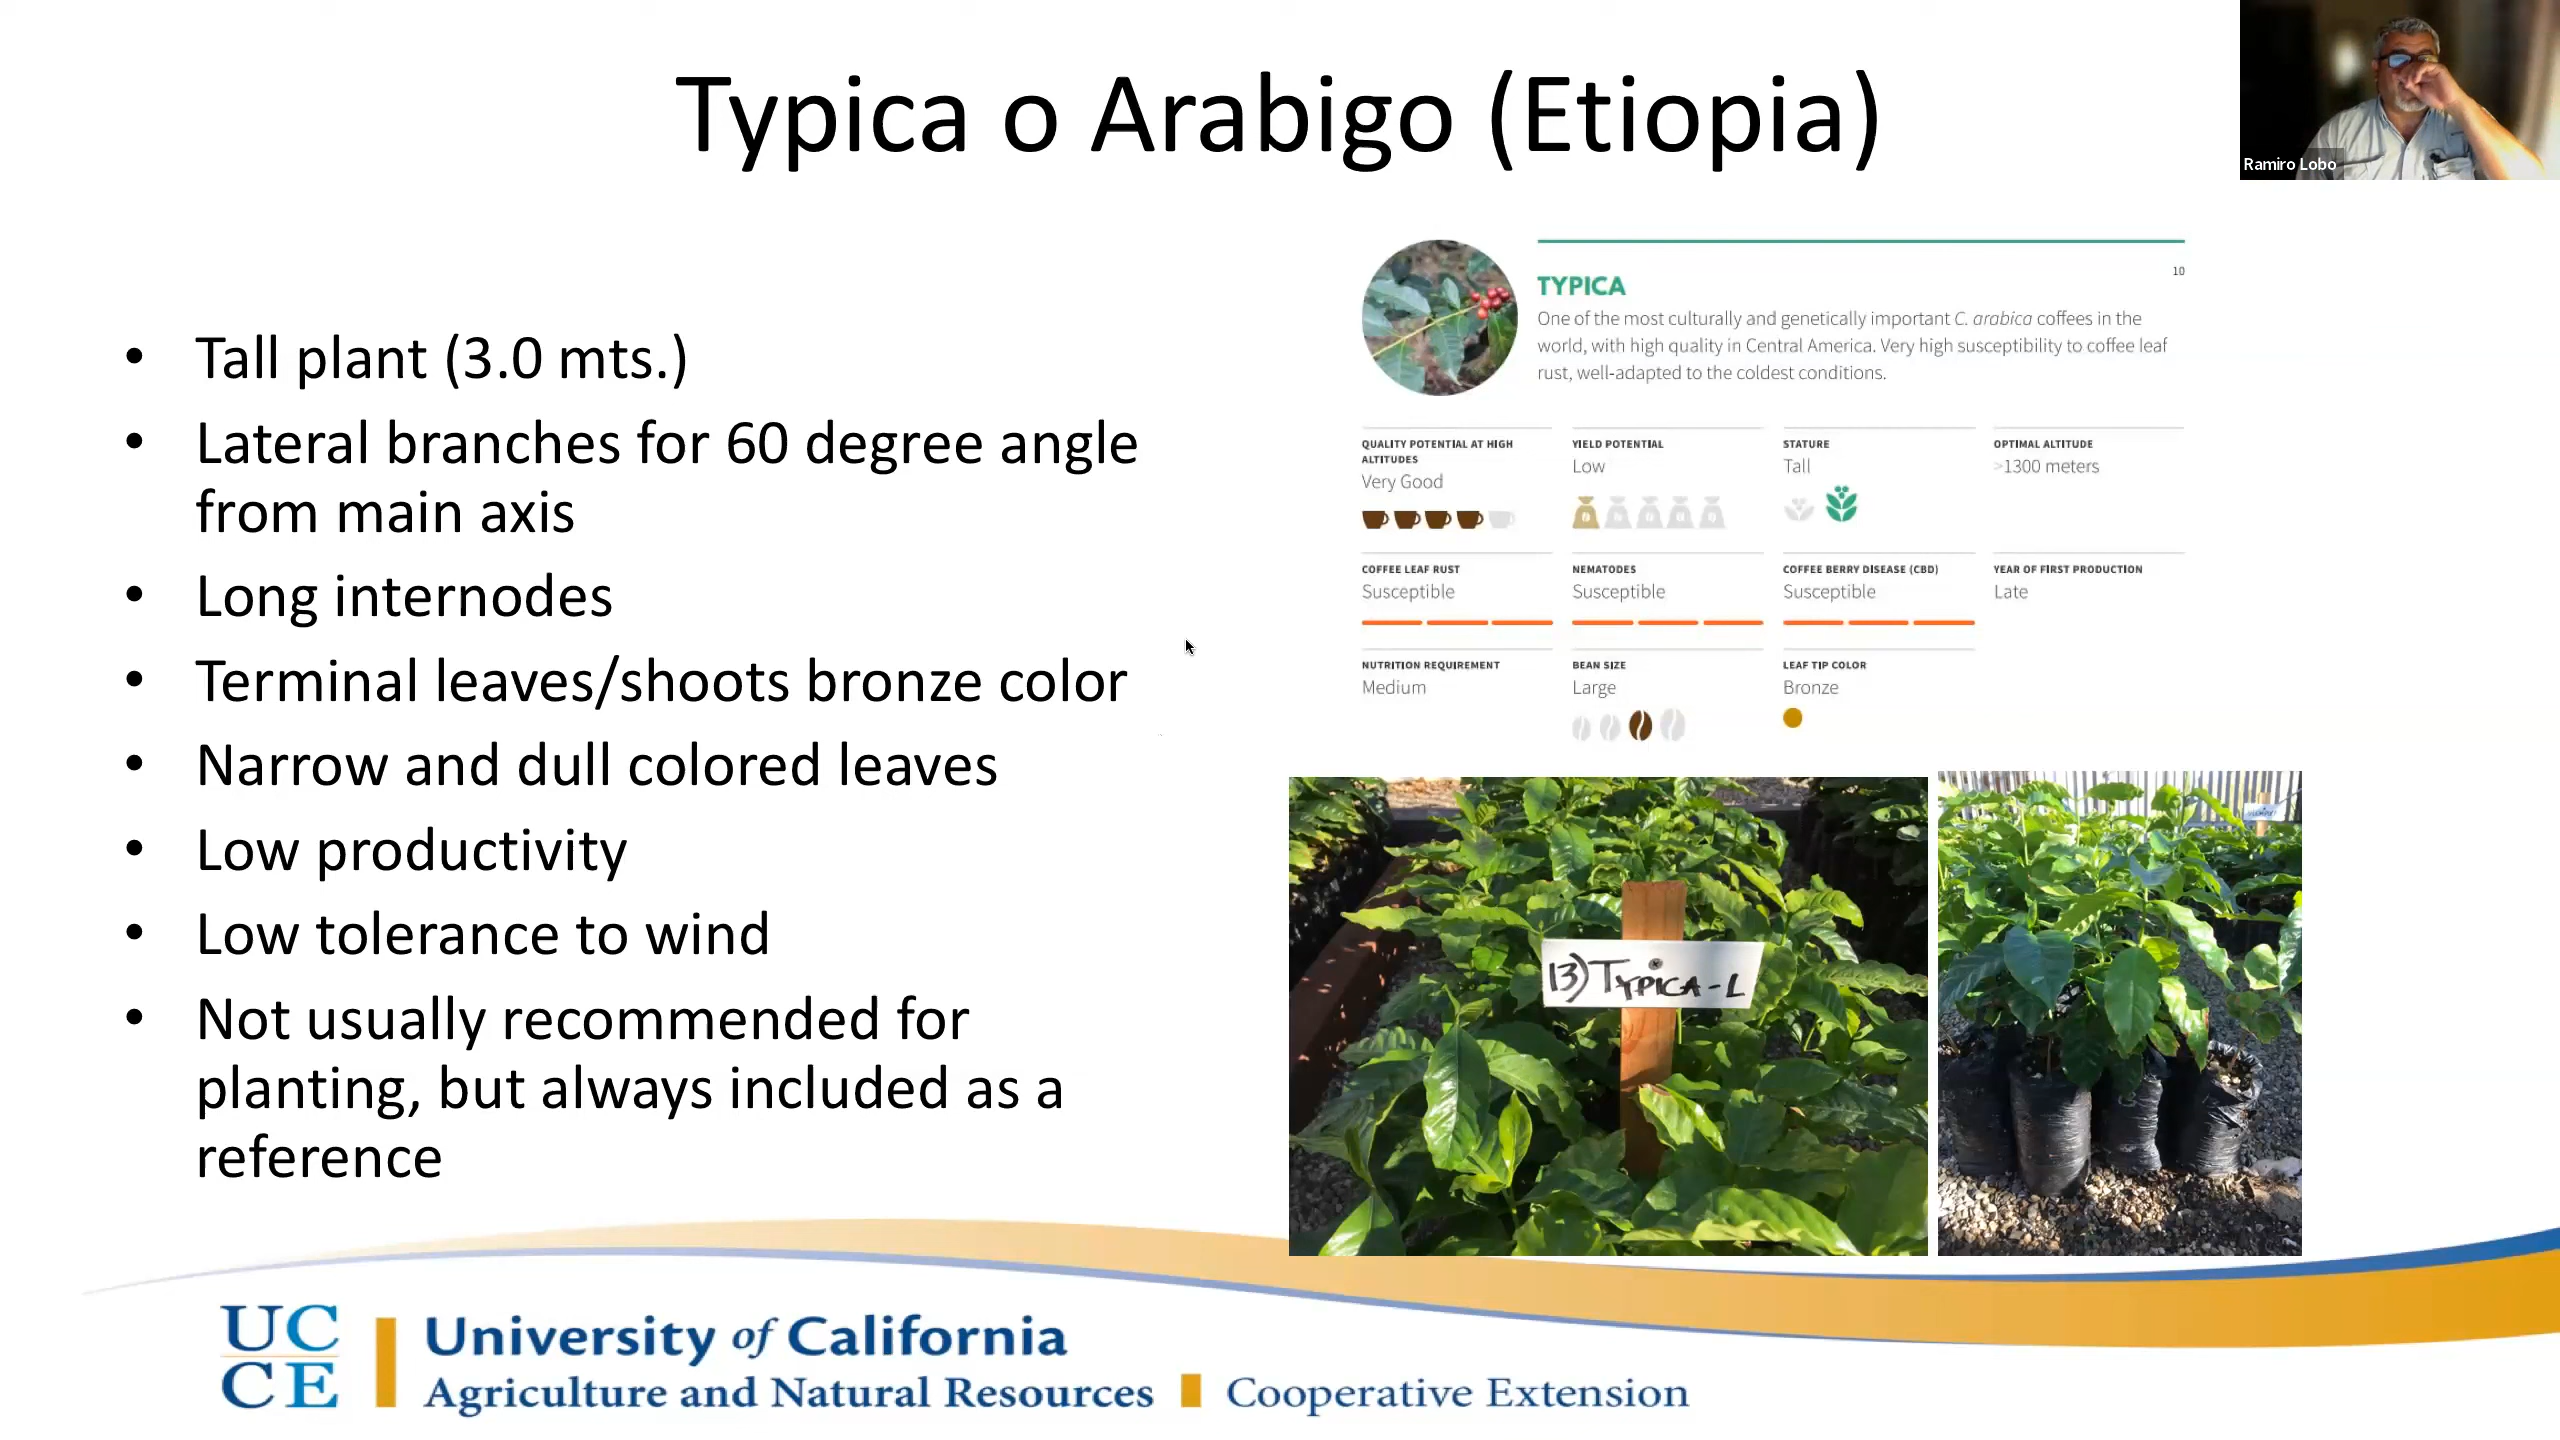 Typica o Arabigo (Etiopia)
Ramiro Lobo
• Tall plant (3.0 mts.)
• Lateral branches for 60 degree angle
from main axis
• Long internodes
• Terminal leaves/shoots bronze color
• Narrow and dull colored leaves
• Low productivity
• Low tolerance to wind
• Not usually recommended for
planting, but always included as a
reference
10
TYPICA
One of the most culturally and genetically important C. arabica coffees in the
world, with high quality in Central America. Very high susceptibility to coffee leaf
rust, well-adapted to the coldest conditions.
QUALITY POTENTIAL AT HIGH
ALTITUDES
Very Good
YIELD POTENTIAL
Low
STATURE
Tall
OPTIMAL ALTITUDE
>1300 meters
COFFEE LEAF RUST
Susceptible
NEMATODES
Susceptible
COFFEE BERRY DISEASE (CBD)
Susceptible
YEAR OF FIRST PRODUCTION
Late
NUTRITION REQUIREMENT
Medium
BEAN SIZE
Large
LEAF TIP COLOR
Bronze
13) TYPICA - L
UC
CE
University of California
Agriculture and Natural Resources Cooperative Extension